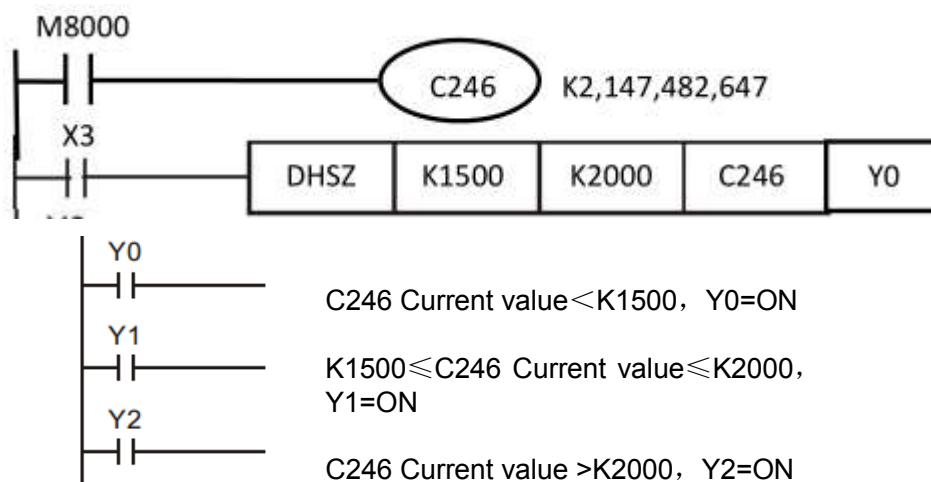 M8000
C246 K2,147,482,647
X3
DHSZ K1500 K2000 C246 Y0
Y0
C246 Current value<K1500，Y0=ON
Y1
K1500≤C246 Current value≤K2000，
Y1=ON
Y2
C246 Current value >K2000，Y2=ON